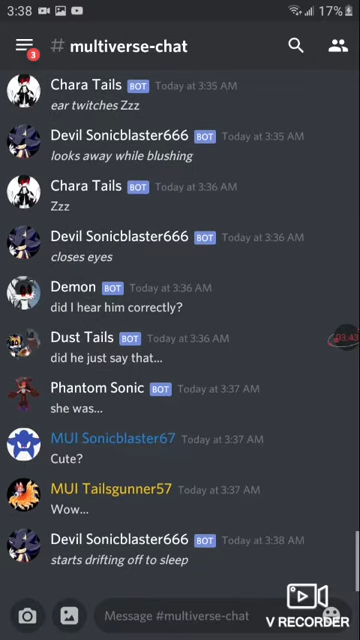 3:38 17%
3 # multiverse-chat
Chara Tails BOT Today at 3:35 AM
ear twitches Zzz
Devil Sonicblaster666 BOT Today at 3:35 AM
looks away while blushing
Chara Tails BOT Today at 3:36 AM
Zzz
Devil Sonicblaster666 BOT Today at 3:36 AM
closes eyes
Demon BOT Today at 3:36 AM
did I hear him correctly?
Dust Tails BOT Today at 3:36 AM
did he just say that...
03:43
Phantom Sonic BOT Today at 3:37 AM
she was...
MUI Sonicblaster67 Today at 3:37 AM
Cute?
MUI Tailsgunner57 Today at 3:37 AM
Wow...
Devil Sonicblaster666 BOT Today at 3:38 AM
starts drifting off to sleep
Message #multiverse-chat
V RECORDER